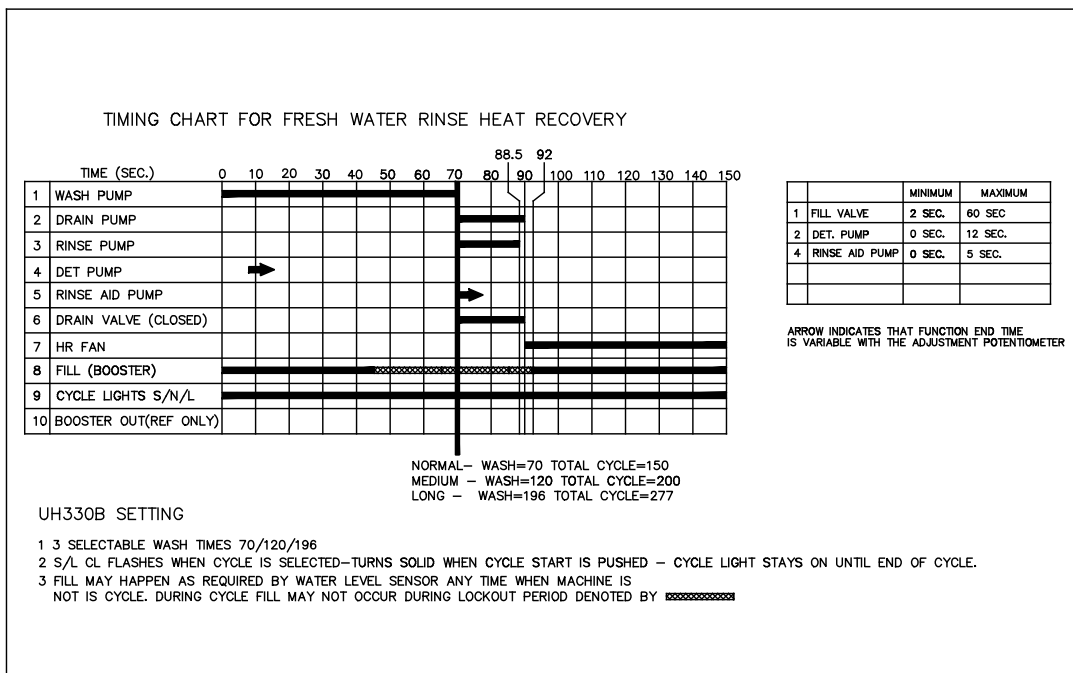 TIMING CHART FOR FRESH WATER RINSE HEAT RECOVERY
88.5 92
TIME (SEC.) 0 10 20 30 40 50 60 70 80 90 100 110 120 130 140 150
1 WASH PUMP
2 DRAIN PUMP
3 RINSE PUMP
4 DET PUMP
5 RINSE AID PUMP
6 DRAIN VALVE (CLOSED)
7 HR FAN
8 FILL (BOOSTER)
9 CYCLE LIGHTS S/N/L
10 BOOSTER OUT(REF ONLY)
MINIMUM MAXIMUM
1 FILL VALVE 2 SEC. 60 SEC
2 DET. PUMP 0 SEC. 12 SEC.
4 RINSE AID PUMP 0 SEC. 5 SEC.
ARROW INDICATES THAT FUNCTION END TIME
IS VARIABLE WITH THE ADJUSTMENT POTENTIOMETER
NORMAL- WASH=70 TOTAL CYCLE=150
MEDIUM - WASH=120 TOTAL CYCLE=200
LONG - WASH=196 TOTAL CYCLE=277
UH330B SETTING
1 3 SELECTABLE WASH TIMES 70/120/196
2 S/L CL FLASHES WHEN CYCLE IS SELECTED-TURNS SOLID WHEN CYCLE START IS PUSHED - CYCLE LIGHT STAYS ON UNTIL END OF CYCLE.
3 FILL MAY HAPPEN AS REQUIRED BY WATER LEVEL SENSOR ANY TIME WHEN MACHINE IS
NOT IS CYCLE. DURING CYCLE FILL MAY NOT OCCUR DURING LOCKOUT PERIOD DENOTED BY